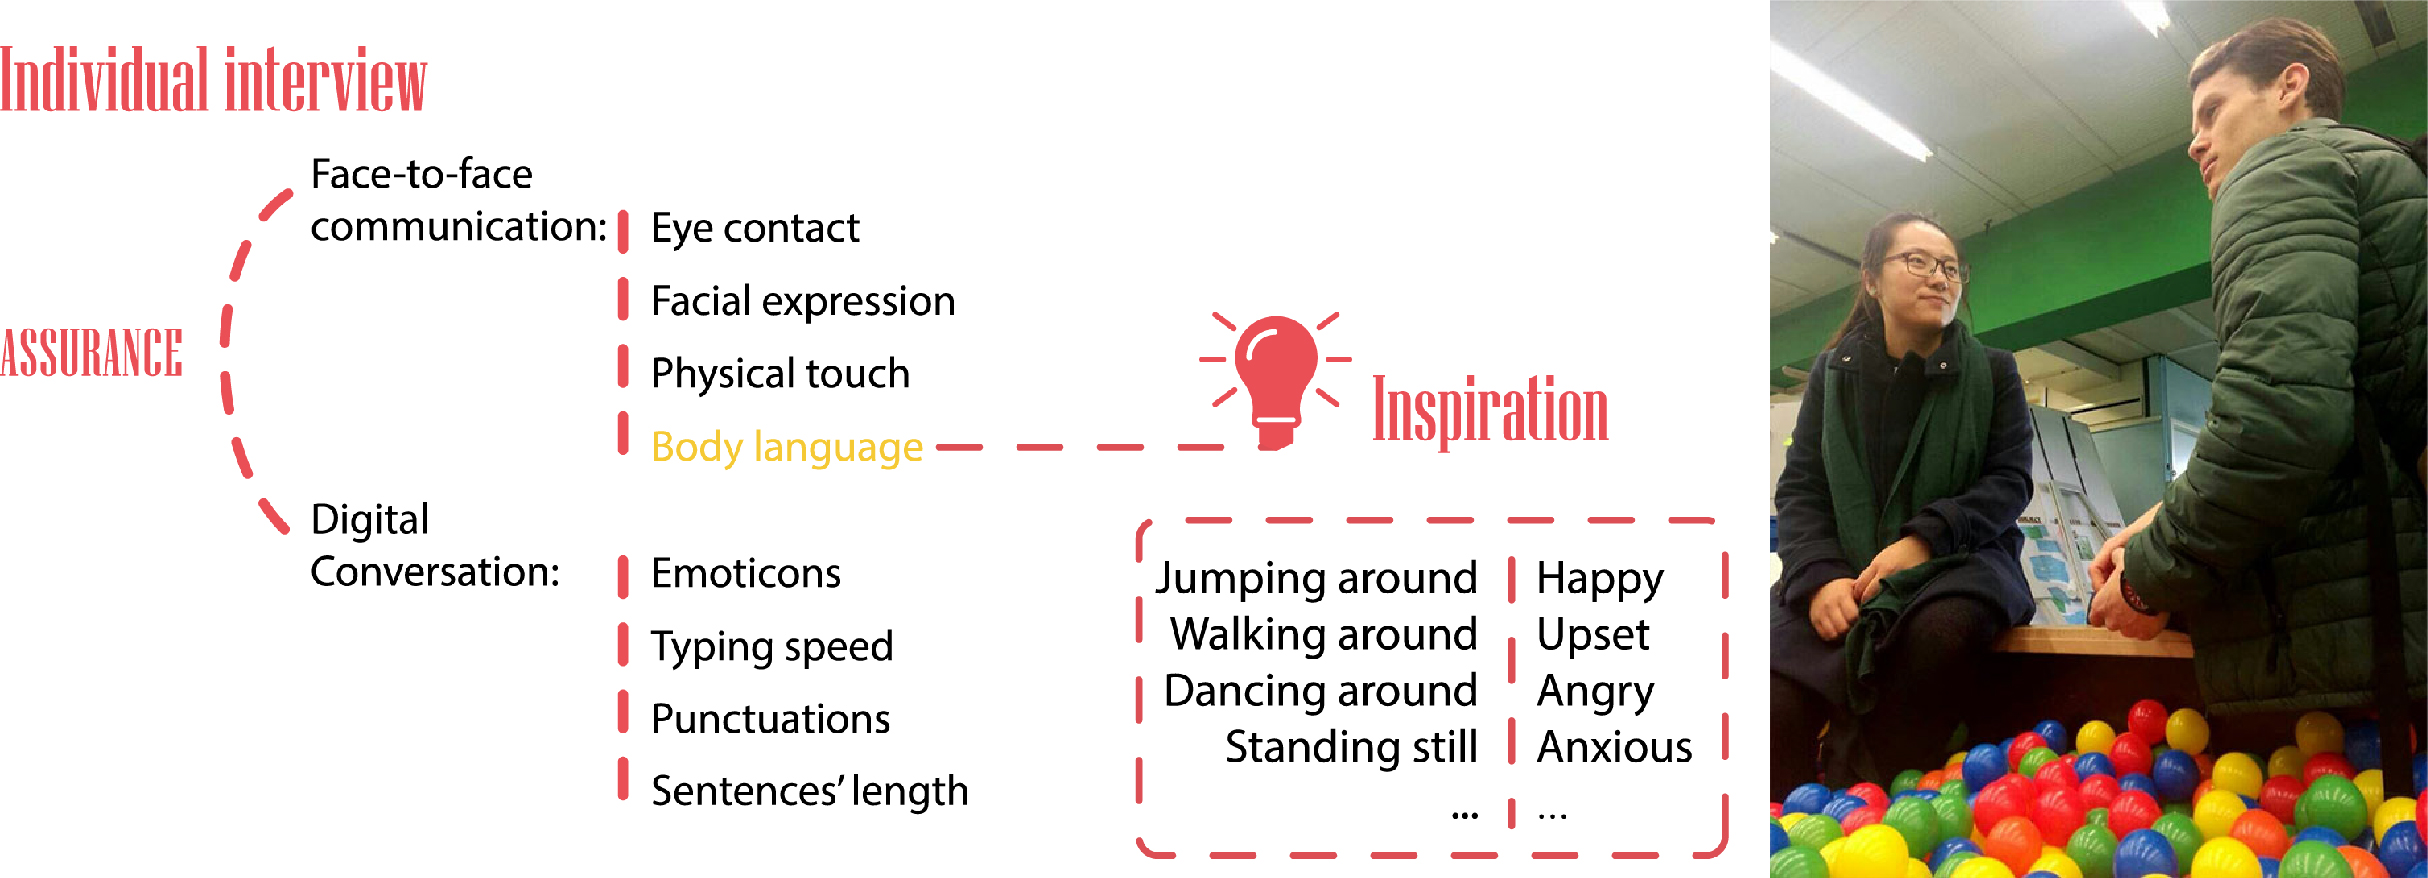 Individual interview
Face-to-face
communication:
Eye contact
Facial expression
Physical touch
Body language
ASSURANCE
Inspiration
Digital
Conversation:
Emoticons
Typing speed
Punctuations
Sentences’ length
Jumping around Happy
Walking around Upset
Dancing around Angry
Standing still Anxious
... ...